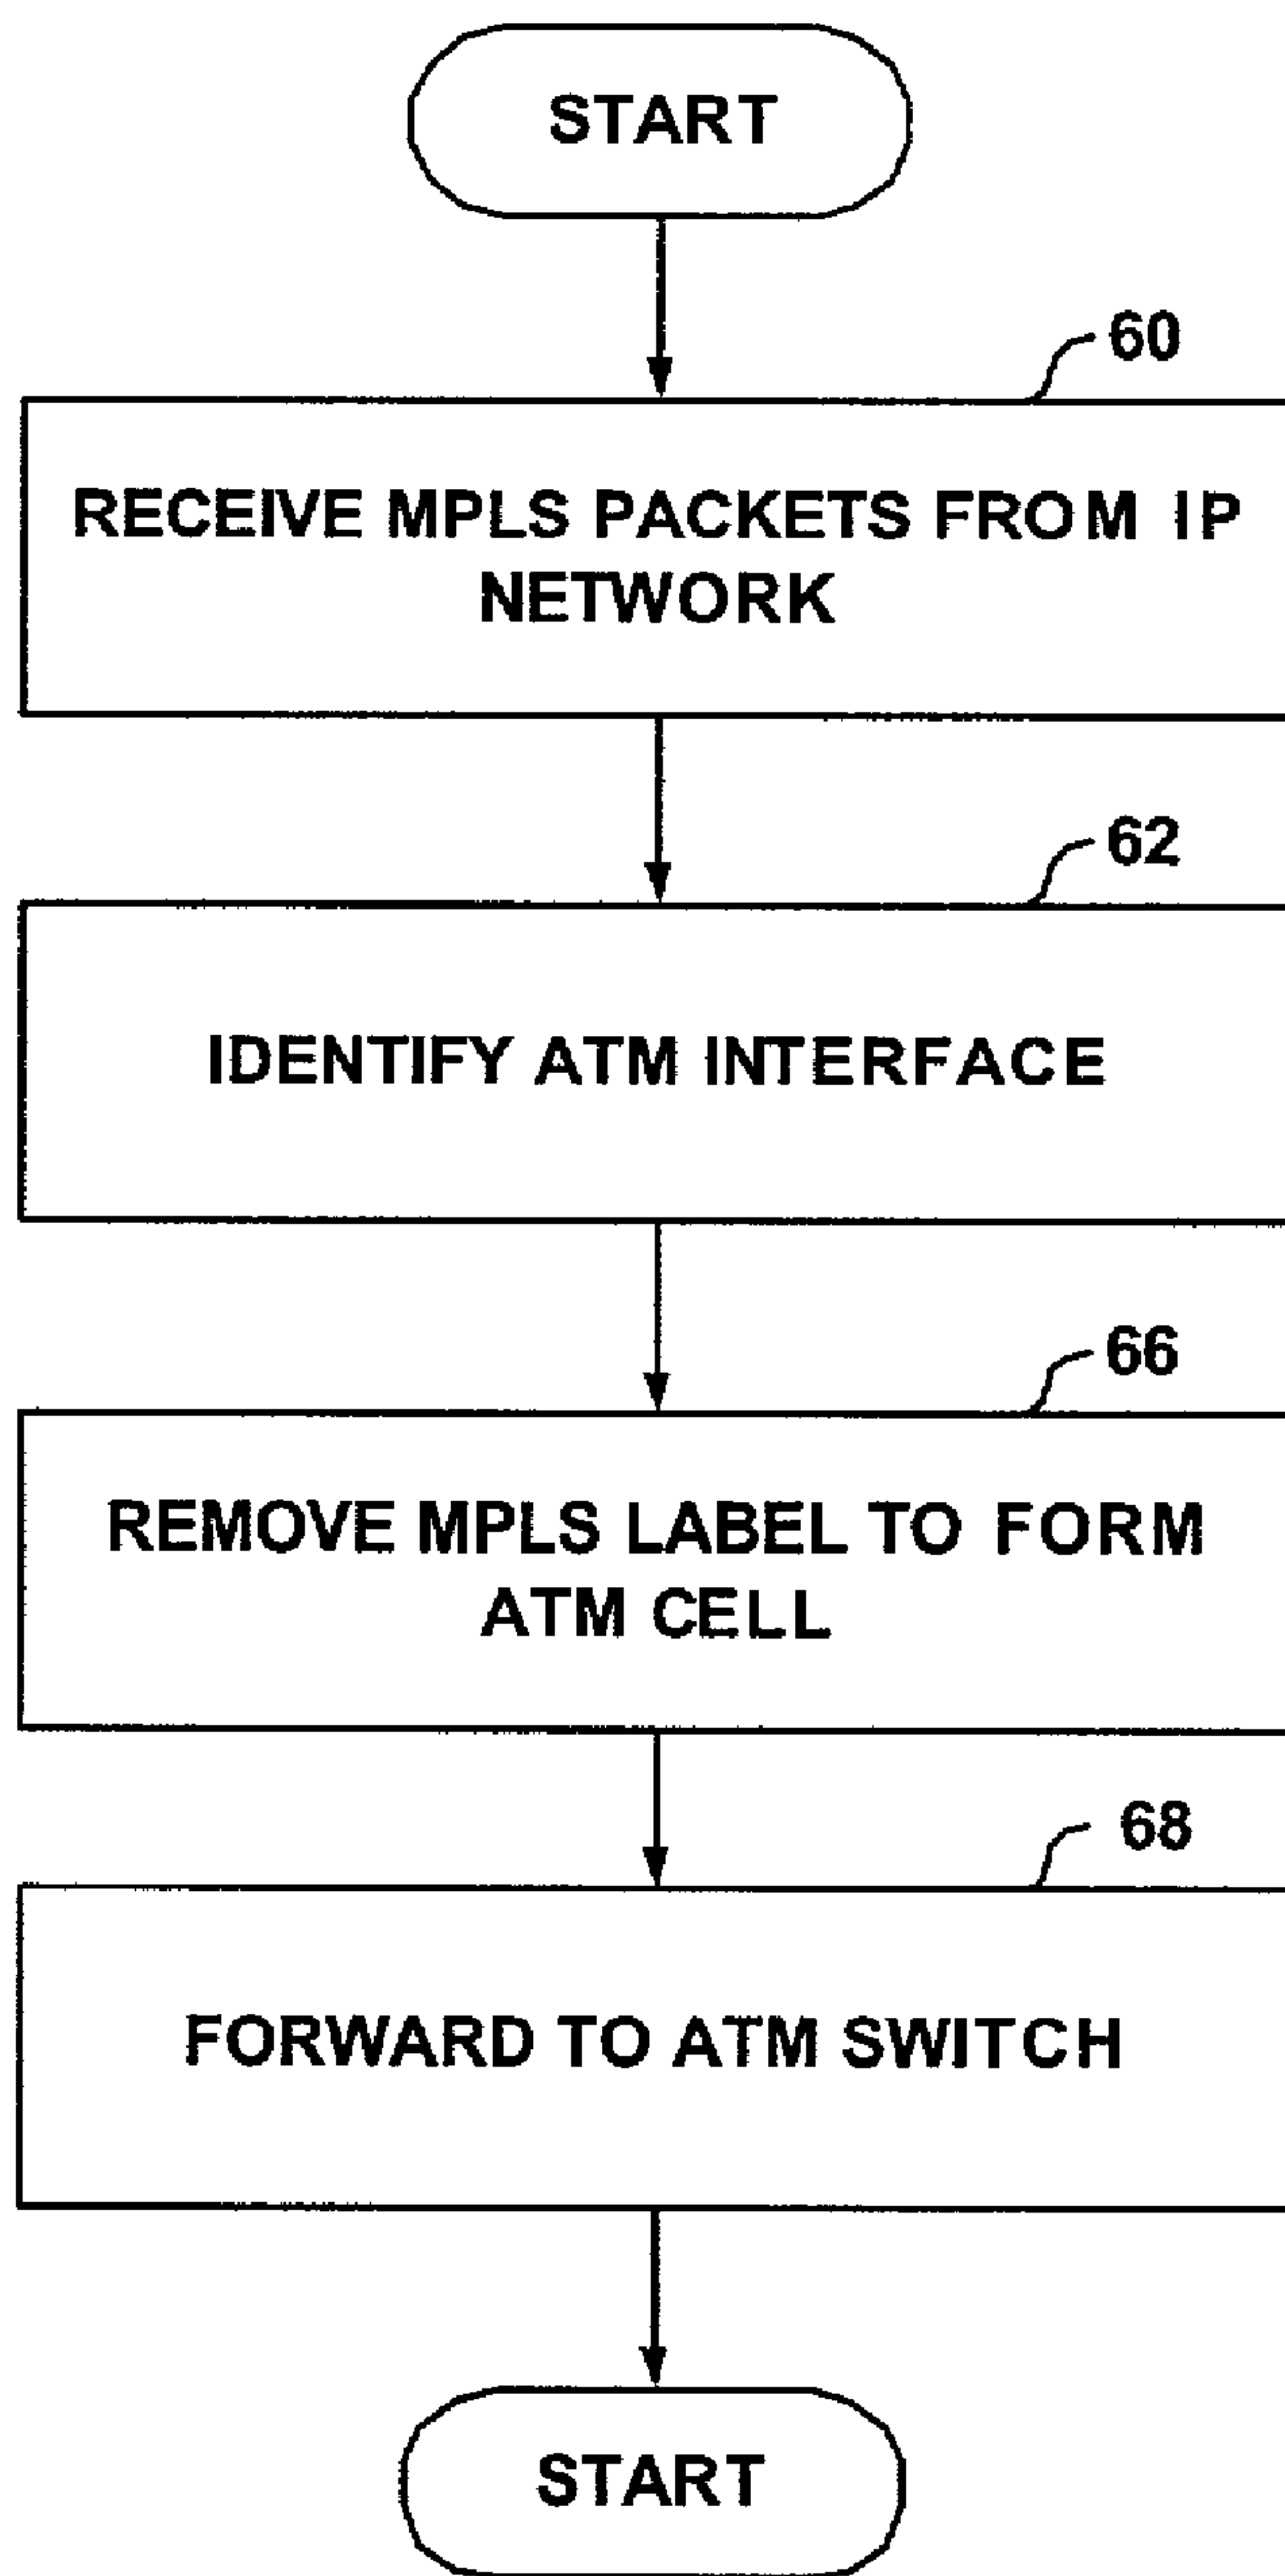 START
60
RECEIVE MPLS PACKETS FROM IP
NETWORK
62
IDENTIFY ATM INTERFACE
66
REMOVE MPLS LABEL TO FORM
ATM CELL
68
FORWARD TO ATM SWITCH
START